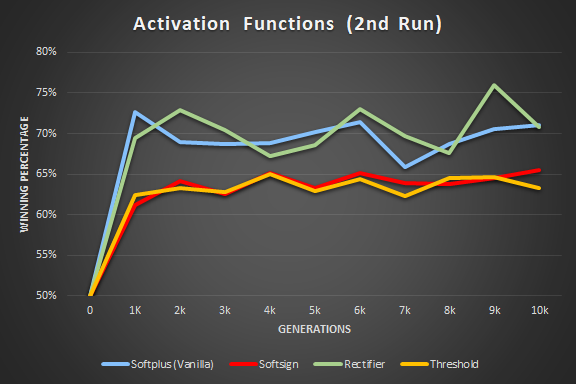 Activation Functions (2nd Run)
80%
75%
70%
65%
60%
55%
50%
WINNING PERCENTAGE
0 1k 2k 3k 4k 5k 6k 7k 8k 9k 10k
GENERATIONS
Softplus (Vanilla) Softsign Rectifier Threshold